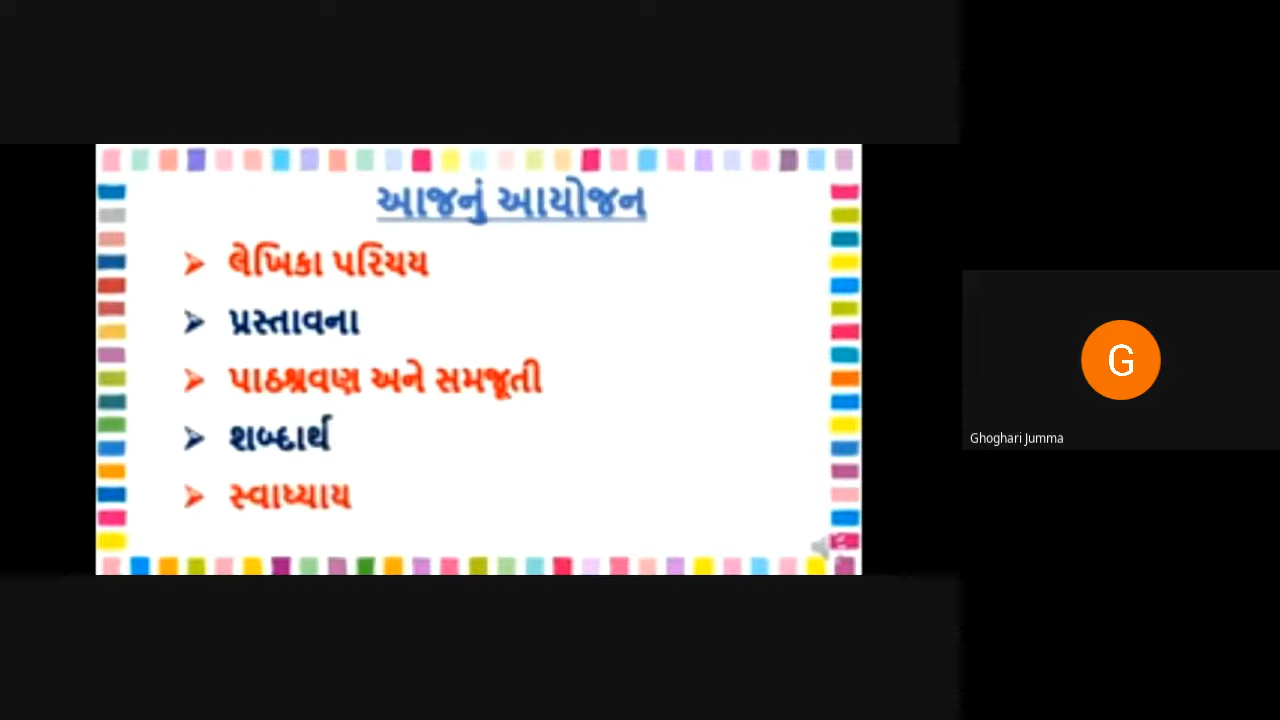 આજનું આયોજન
➢ લેખિકા પરિચય
➢ પ્રસ્તાવના
➢ પાઠશ્રવણ અને સમજૂતી
➢ શબ્દાર્થ
➢ સ્વાધ્યાય
G
Ghoghari Jumma